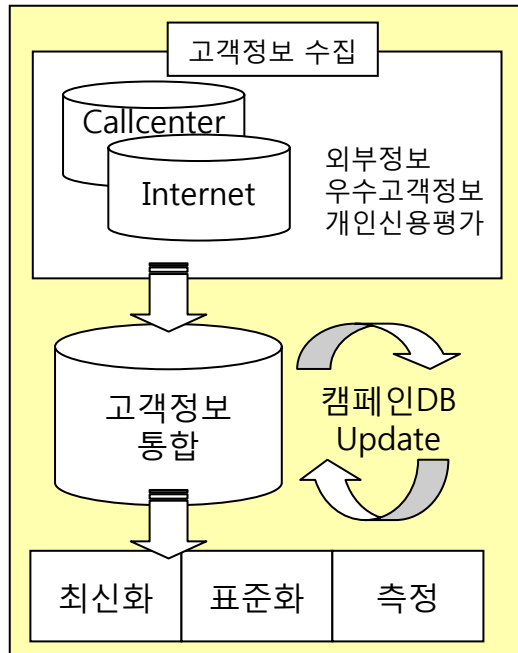 고객정보 수집
Callcenter
Internet
외부정보
우수고객정보
개인신용평가
고객정보
통합
캠페인DB
Update
최신화
표준화
측정